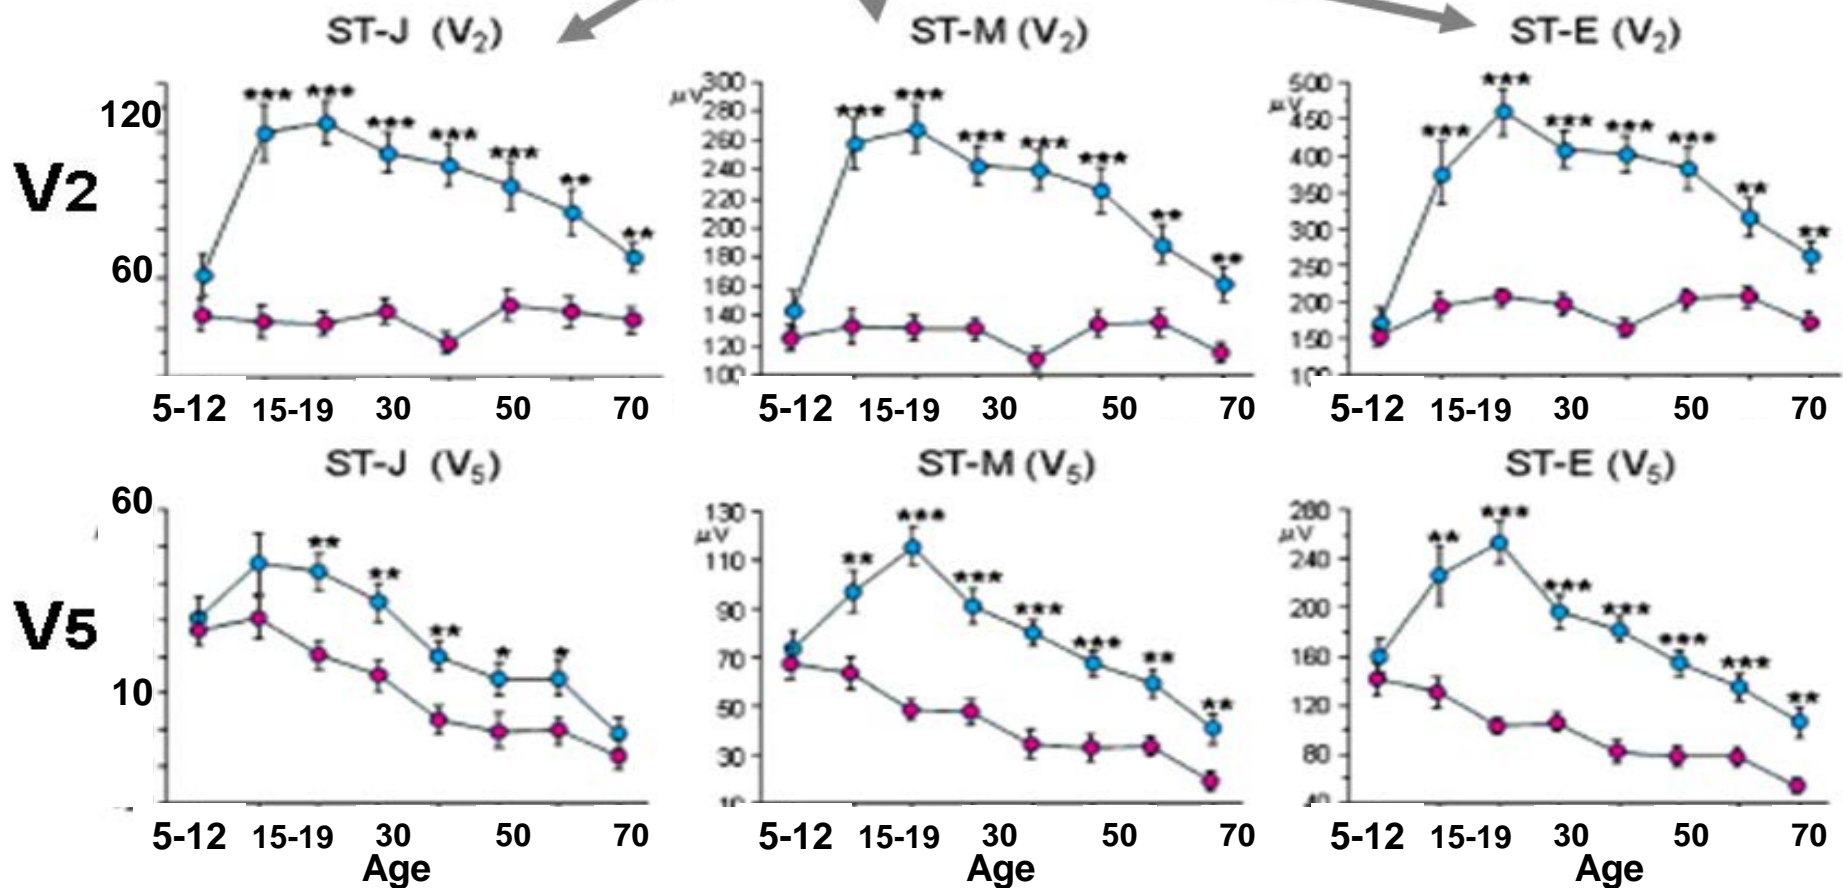 ST-J (V2)
ST-M (V2)
ST-E (V2)
V2
120
60
*** *** *** *** *** ** **
5-12 15-19 30 50 70
µV
300
280
260
240
220
200
180
160
140
120
100
*** *** *** *** *** ** **
5-12 15-19 30 50 70
µV
500
450
400
350
300
250
200
150
*** *** *** *** *** ** **
5-12 15-19 30 50 70
ST-J (V5)
ST-M (V5)
ST-E (V5)
V5
60
10
** ** ** * *
5-12 15-19 30 50 70
Age
µV
130
110
90
70
50
30
** *** *** *** *** ** **
5-12 15-19 30 50 70
Age
µV
280
240
200
160
120
80
** *** *** *** *** *** **
5-12 15-19 30 50 70
Age